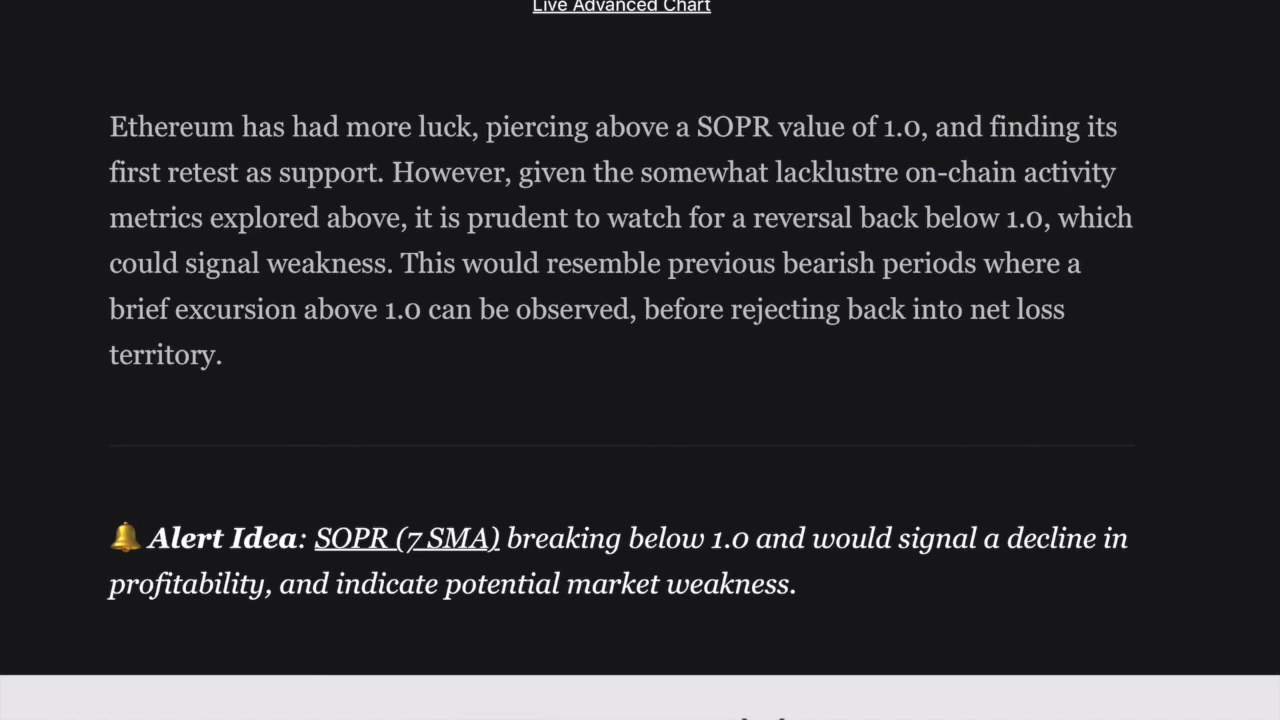 Live Advanced Chart
Ethereum has had more luck, piercing above a SOPR value of 1.0, and finding its
first retest as support. However, given the somewhat lacklustre on-chain activity
metrics explored above, it is prudent to watch for a reversal back below 1.0, which
could signal weakness. This would resemble previous bearish periods where a
brief excursion above 1.0 can be observed, before rejecting back into net loss
territory.
🔔 Alert Idea: SOPR (7 SMA) breaking below 1.0 and would signal a decline in
profitability, and indicate potential market weakness.